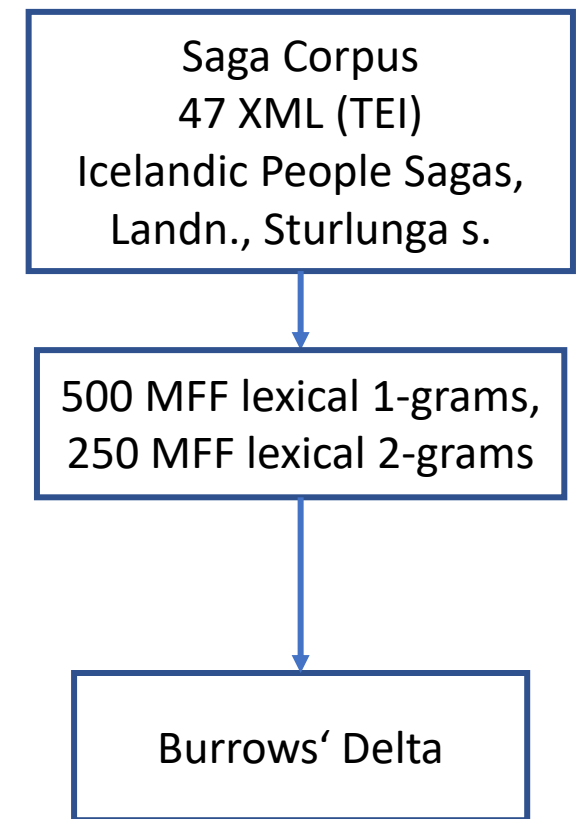 Saga Corpus
47 XML (TEI)
Icelandic People Sagas,
Landn., Sturlunga s.
500 MFF lexical 1-grams,
250 MFF lexical 2-grams
Burrows‘ Delta